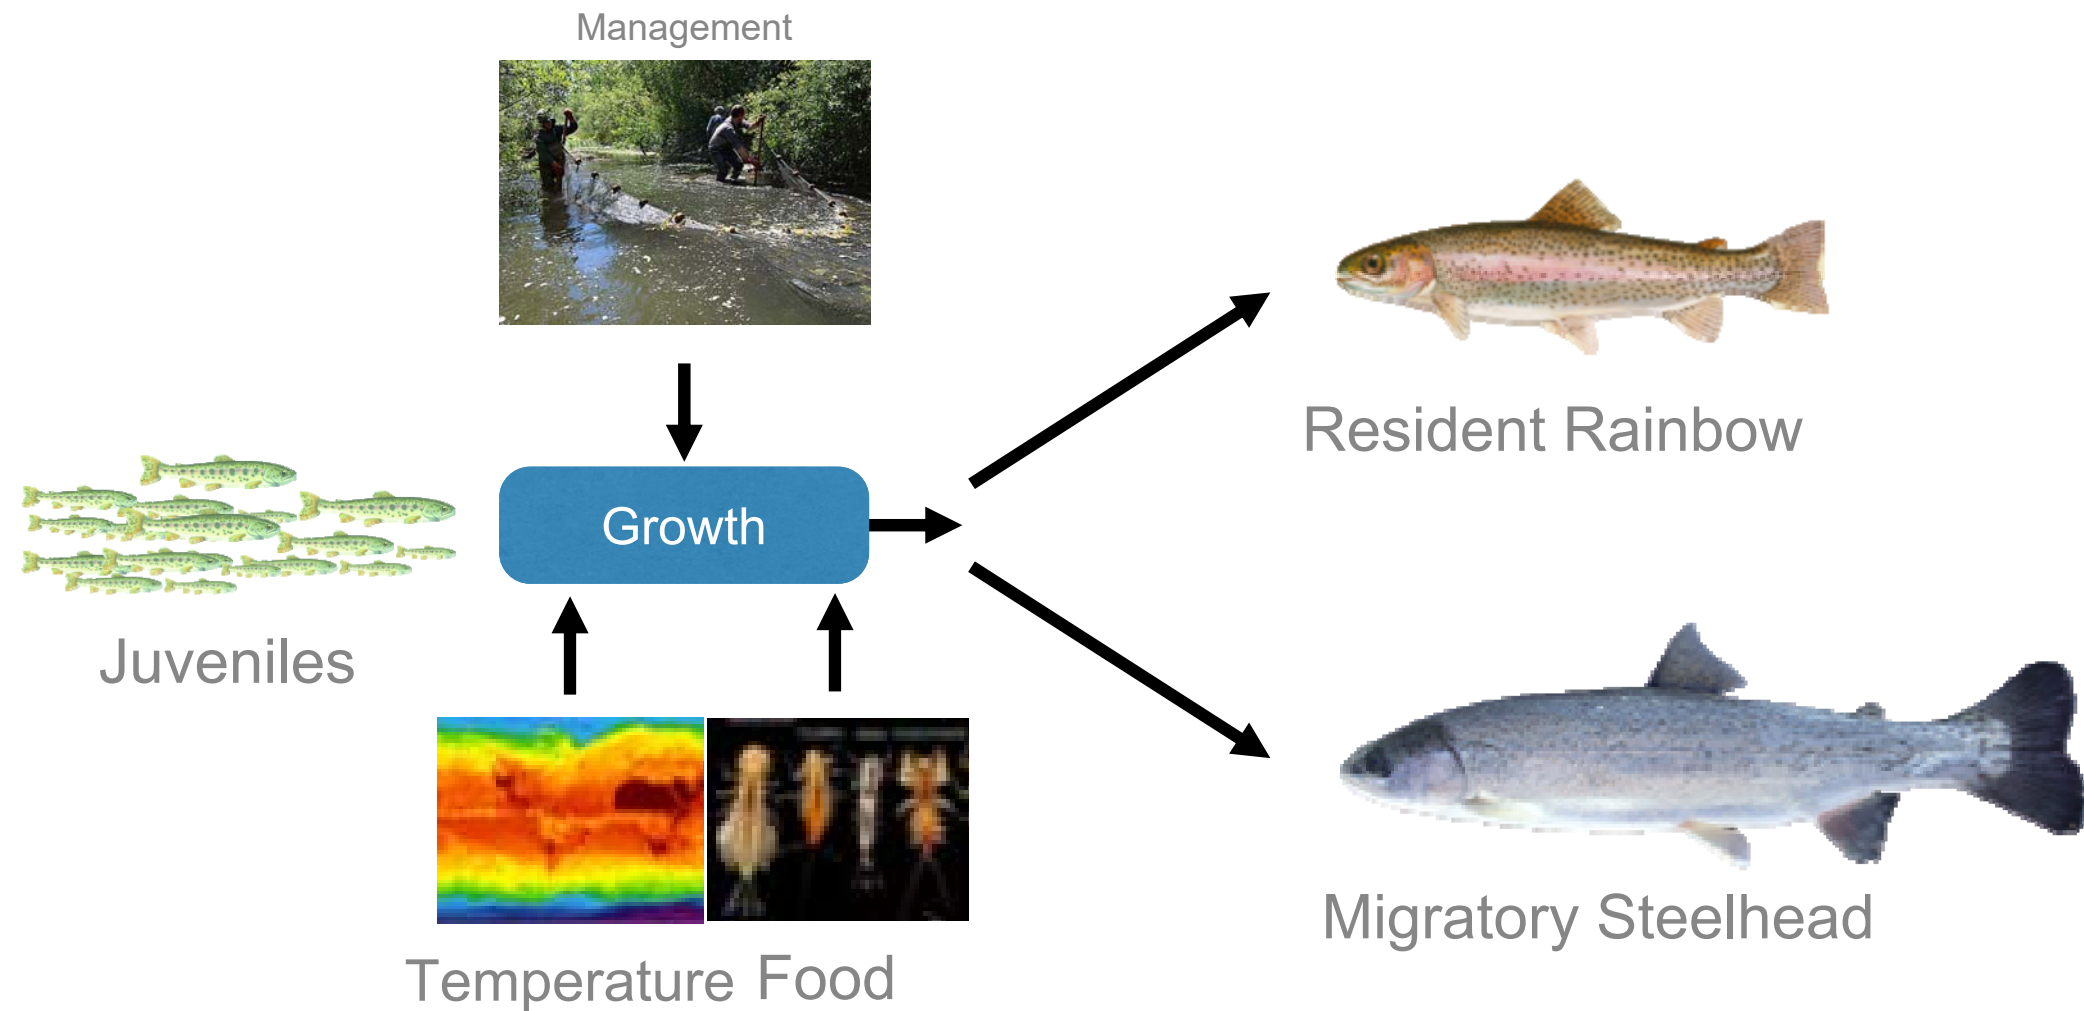 Management
Growth
Juveniles
Resident Rainbow
Migratory Steelhead
Temperature
Food